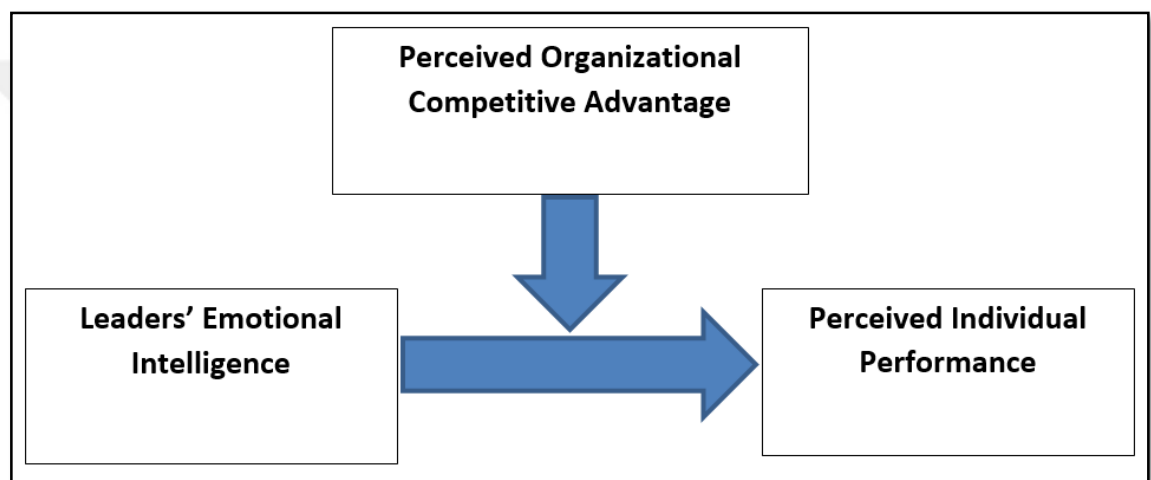 Perceived Organizational
Competitive Advantage
Leaders’ Emotional
Intelligence
Perceived Individual
Performance